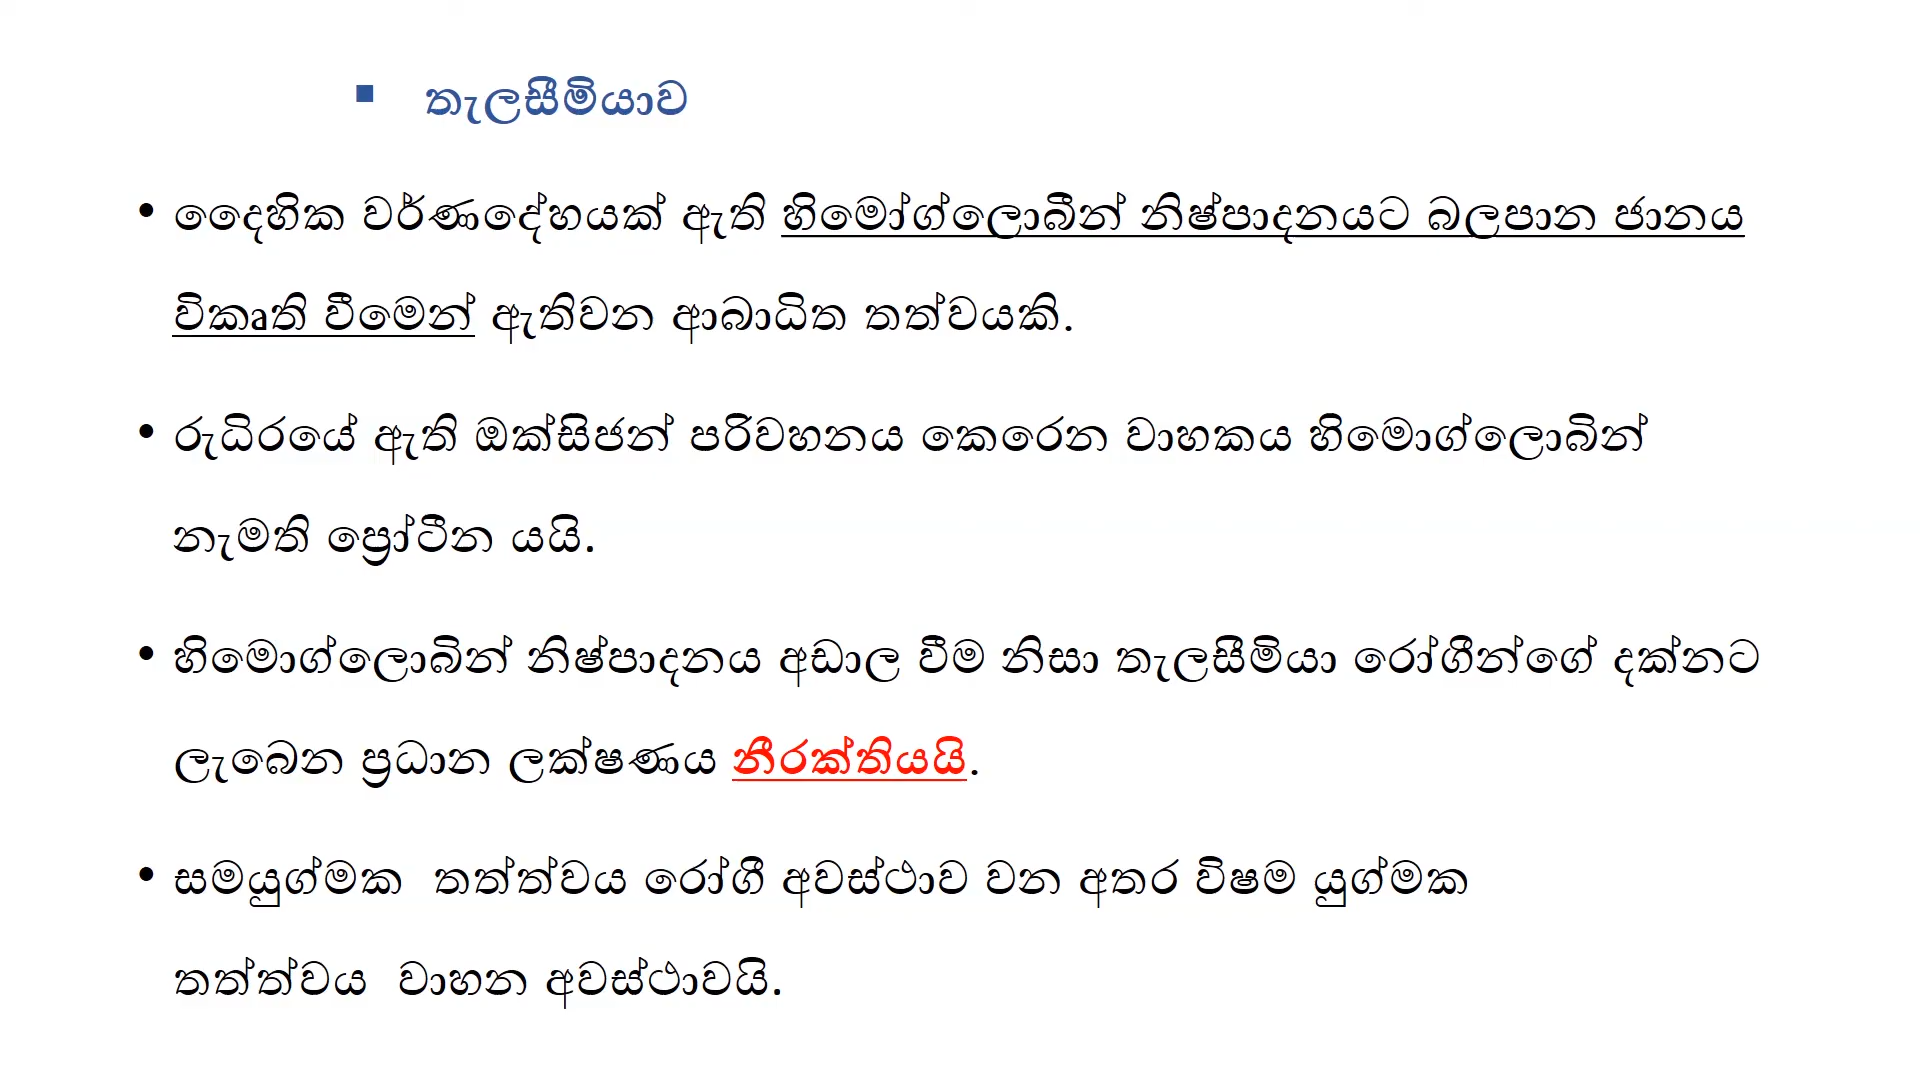 ▪ තැලසීමියාව
• දෛහික වර්ණදේහයක් ඇති හිමෝග්ලොබීන් නිෂ්පාදනයට බලපාන ජානය
විකෘති වීමෙන් ඇතිවන ආබාධිත තත්වයකි.
• රුධිරයේ ඇති ඔක්සිජන් පරිවහනය කෙරෙන වාහකය හිමොග්ලොබින්
නැමති ප්‍රෝටීන යයි.
• හිමොග්ලොබින් නිෂ්පාදනය අඩාල වීම නිසා තැලසීමියා රෝගීන්ගේ දක්නට
ලැබෙන ප්‍රධාන ලක්ෂණය නීරක්තියයි.
• සමයුග්මක තත්ත්වය රෝගී අවස්ථාව වන අතර විෂම යුග්මක
තත්ත්වය වාහන අවස්ථාවයි.